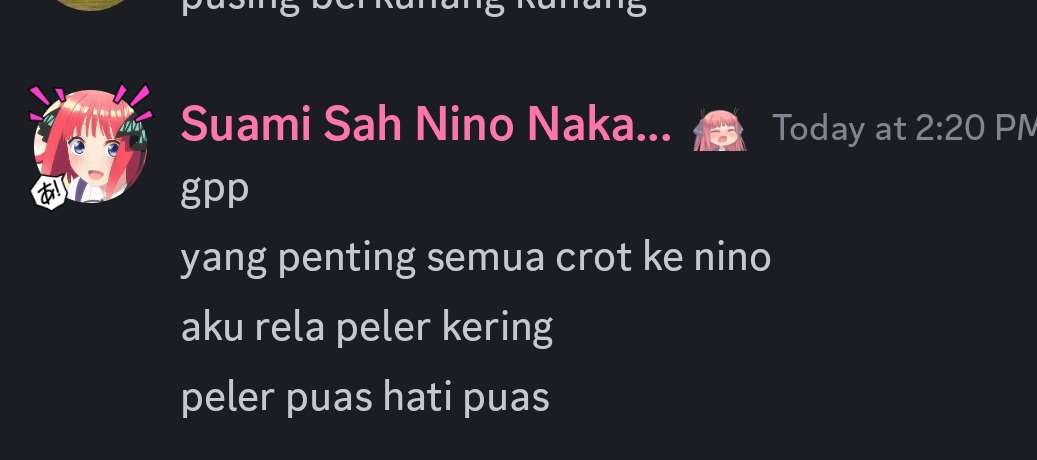 pusing berkunang kunang
Suami Sah Nino Naka... Today at 2:20 PM
あ!
gpp
yang penting semua crot ke nino
aku rela peler kering
peler puas hati puas